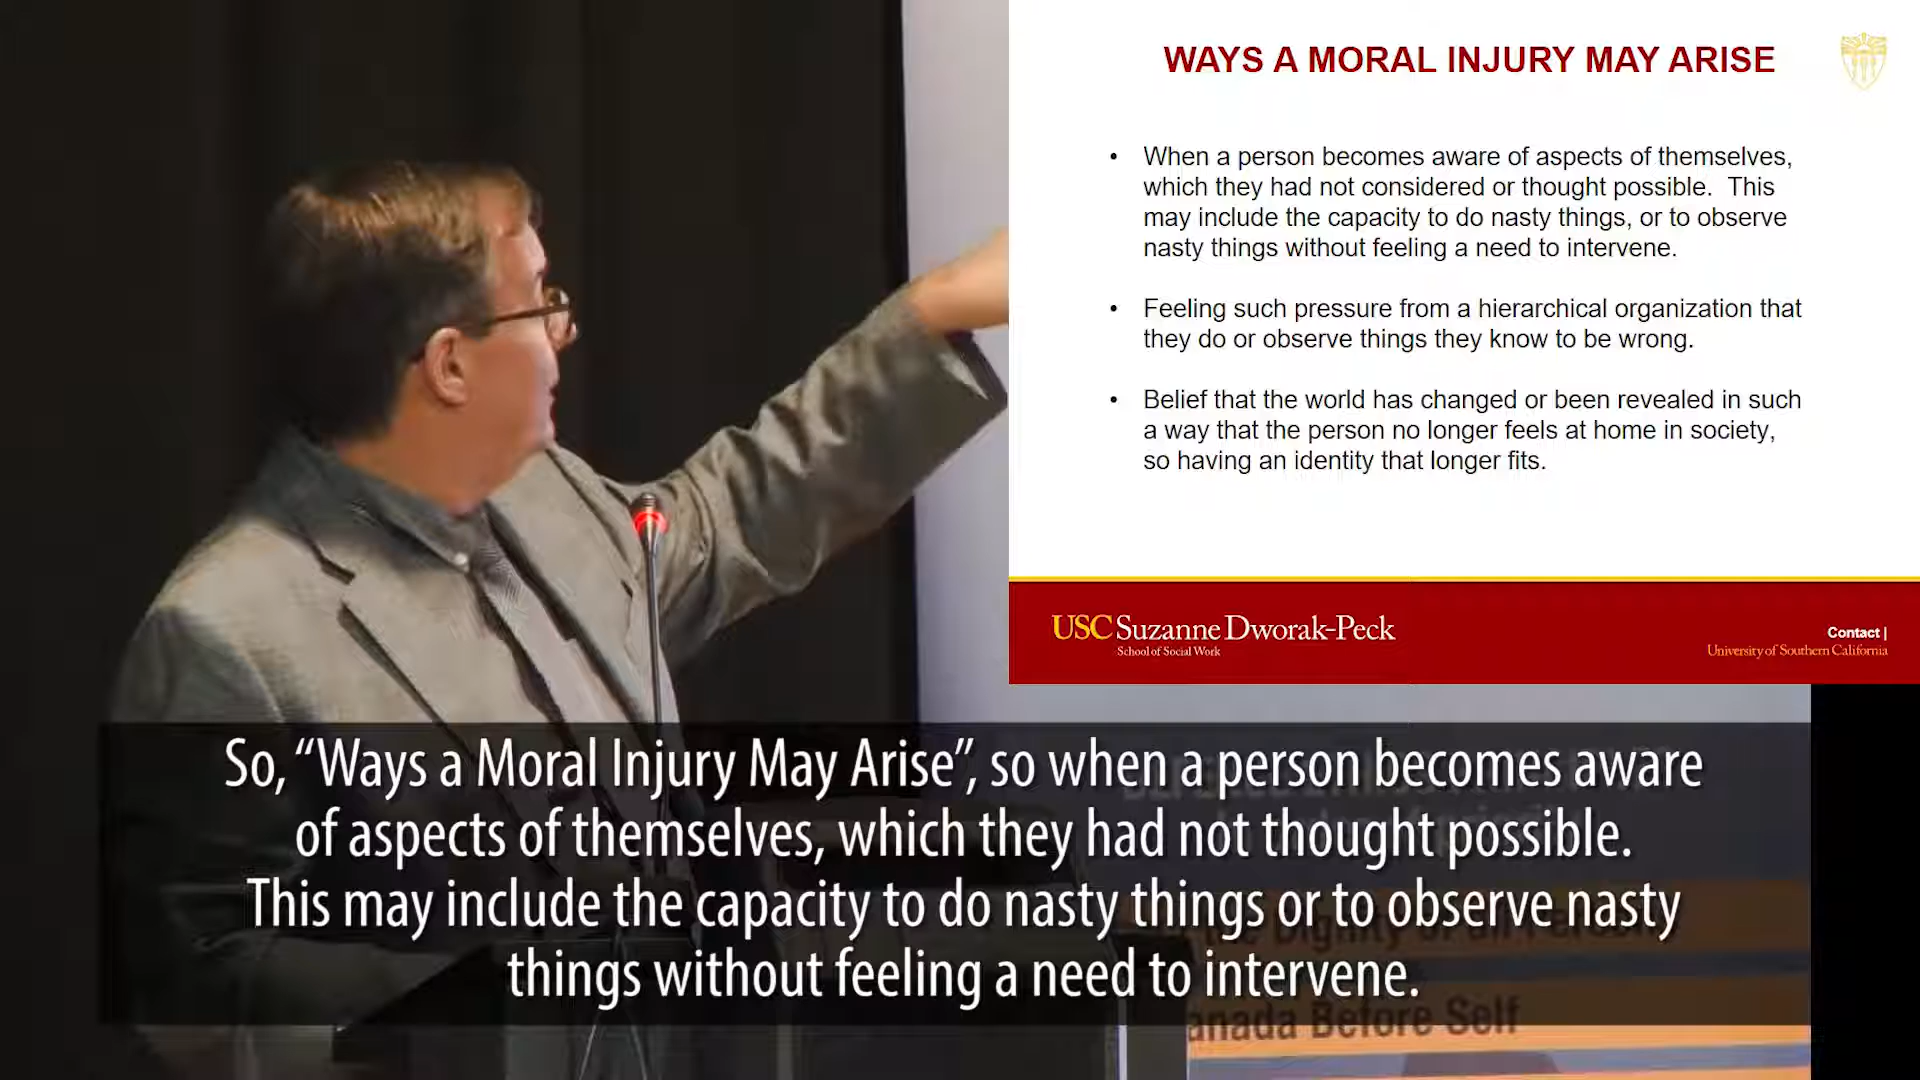 WAYS A MORAL INJURY MAY ARISE
• When a person becomes aware of aspects of themselves,
which they had not considered or thought possible. This
may include the capacity to do nasty things, or to observe
nasty things without feeling a need to intervene.
• Feeling such pressure from a hierarchical organization that
they do or observe things they know to be wrong.
• Belief that the world has changed or been revealed in such
a way that the person no longer feels at home in society,
so having an identity that longer fits.
USC Suzanne Dworak-Peck
School of Social Work
Contact |
University of Southern California
So, “Ways a Moral Injury May Arise”, so when a person becomes aware
of aspects of themselves, which they had not thought possible.
This may include the capacity to do nasty things or to observe nasty
things without feeling a need to intervene.
Dignity of All
anada Before Self